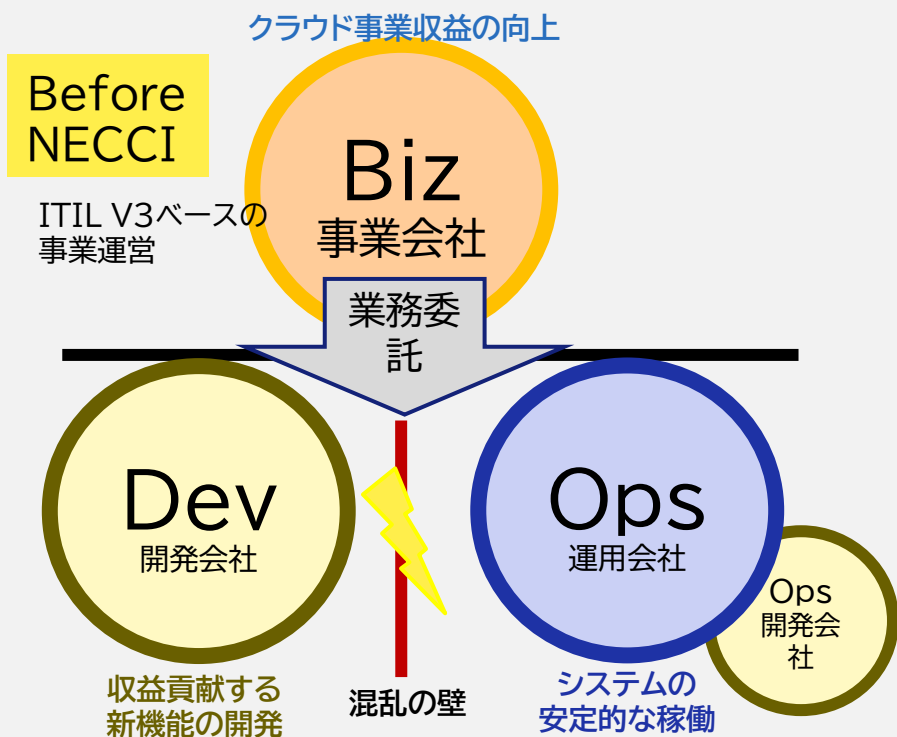 クラウド事業収益の向上
Before
NECCI
ITIL V3ベースの
事業運営
Biz
事業会社
業務委
託
Dev
開発会社
Ops
運用会社
Ops
開発会
社
収益貢献する
新機能の開発
混乱の壁
システムの
安定的な稼働